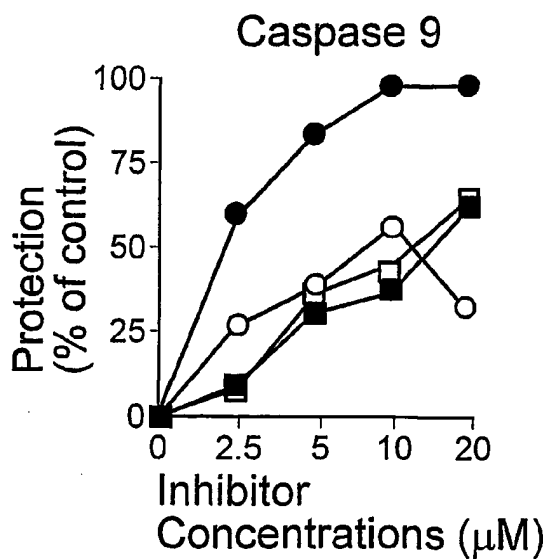 Caspase 9
Protection
(% of control)
100
75
50
25
0
0 2.5 5 10 20
Inhibitor
Concentrations (μM)